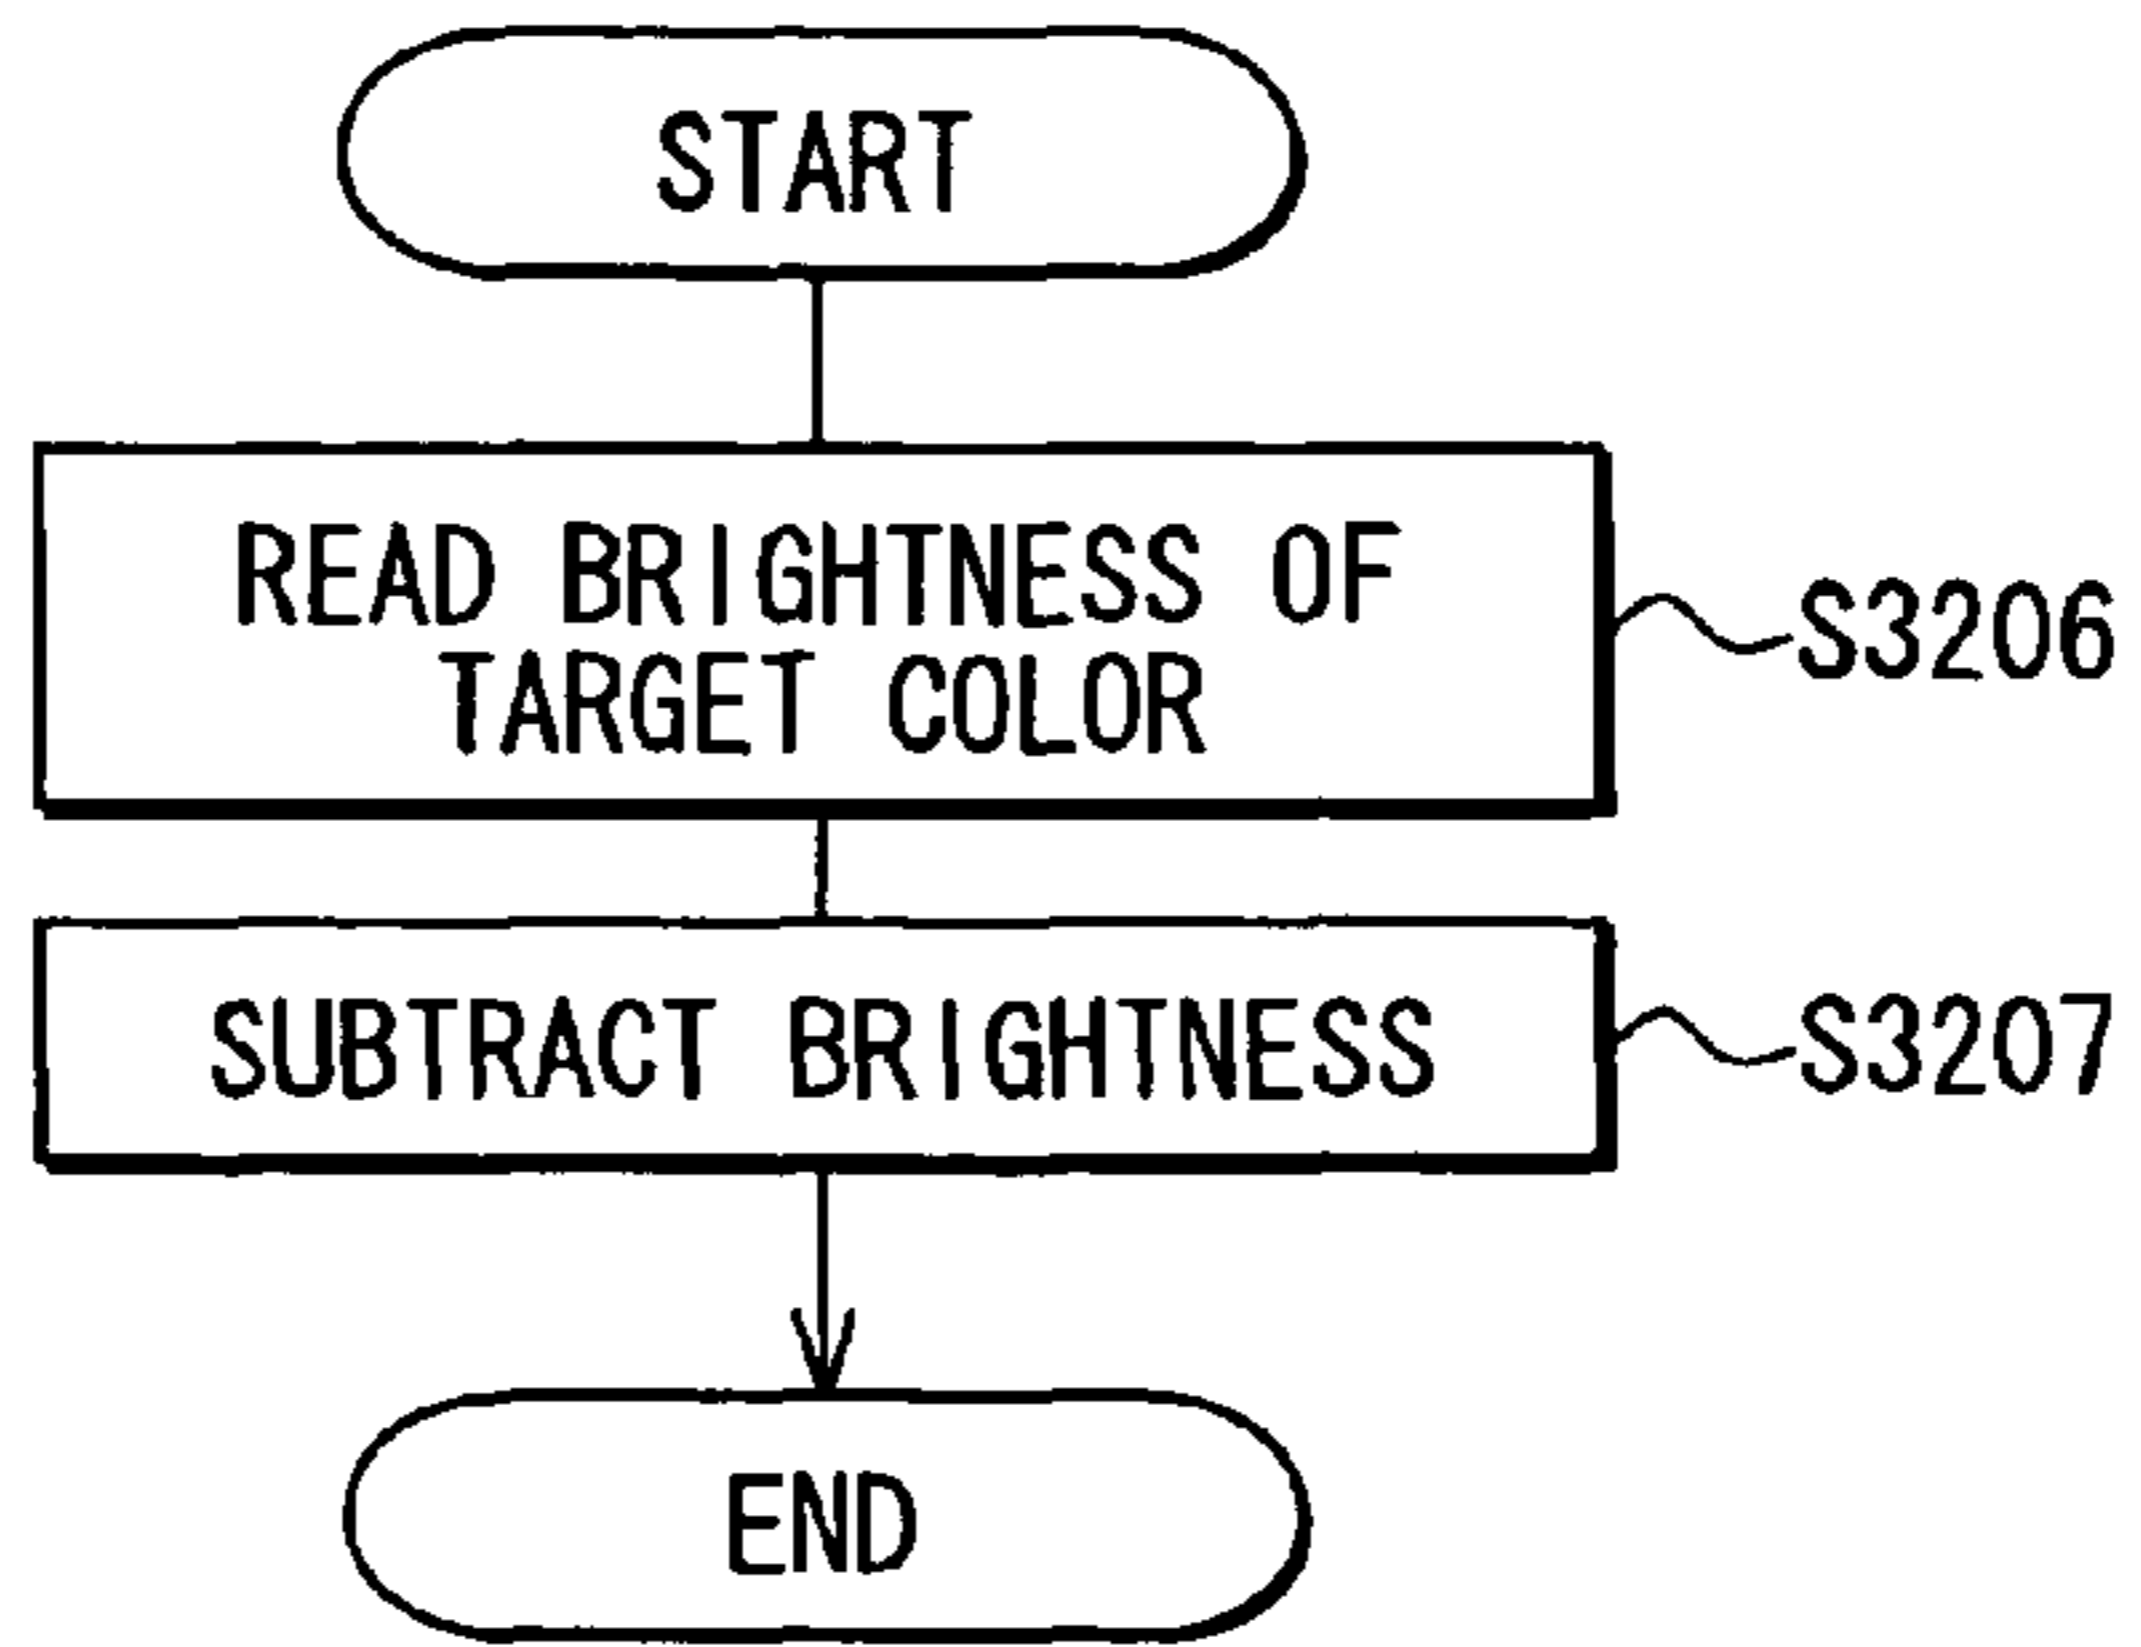 START
READ BRIGHTNESS OF
TARGET COLOR
S3206
SUBTRACT BRIGHTNESS
S3207
END